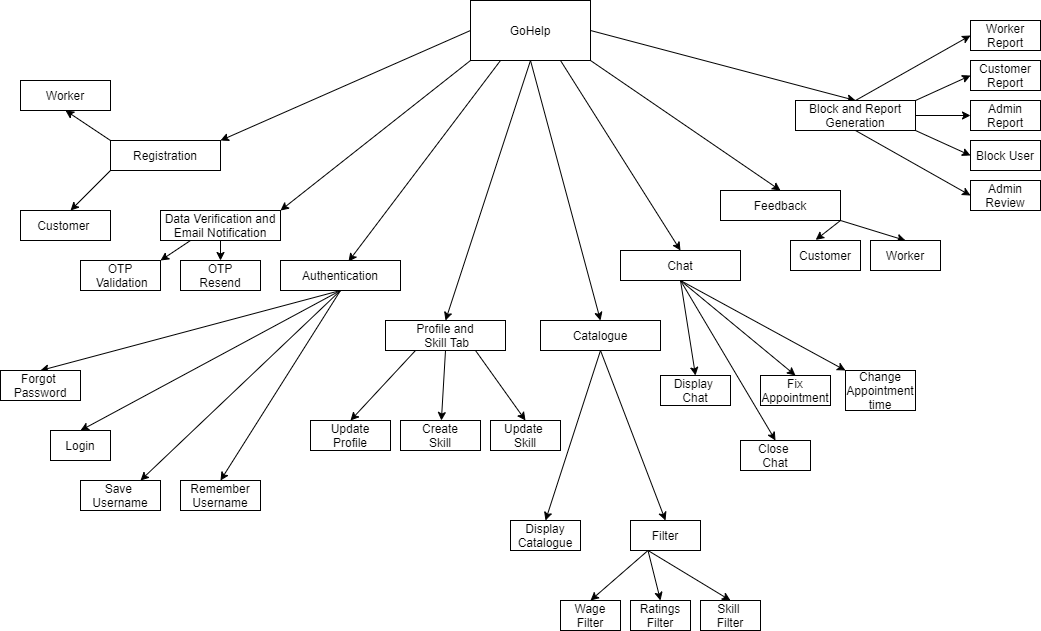 GoHelp
Worker
Report
Customer
Report
Worker
Block and Report
Generation
Admin
Report
Registration
Block User
Admin
Review
Feedback
Customer
Data Verification and
Email Notification
Customer
Worker
OTP
Validation
OTP
Resend
Authentication
Chat
Profile and
Skill Tab
Catalogue
Forgot
Password
Display
Chat
Fix
Appointment
Change
Appointment
time
Login
Update
Profile
Create
Skill
Update
Skill
Close
Chat
Save
Username
Remember
Username
Display
Catalogue
Filter
Wage
Filter
Ratings
Filter
Skill
Filter